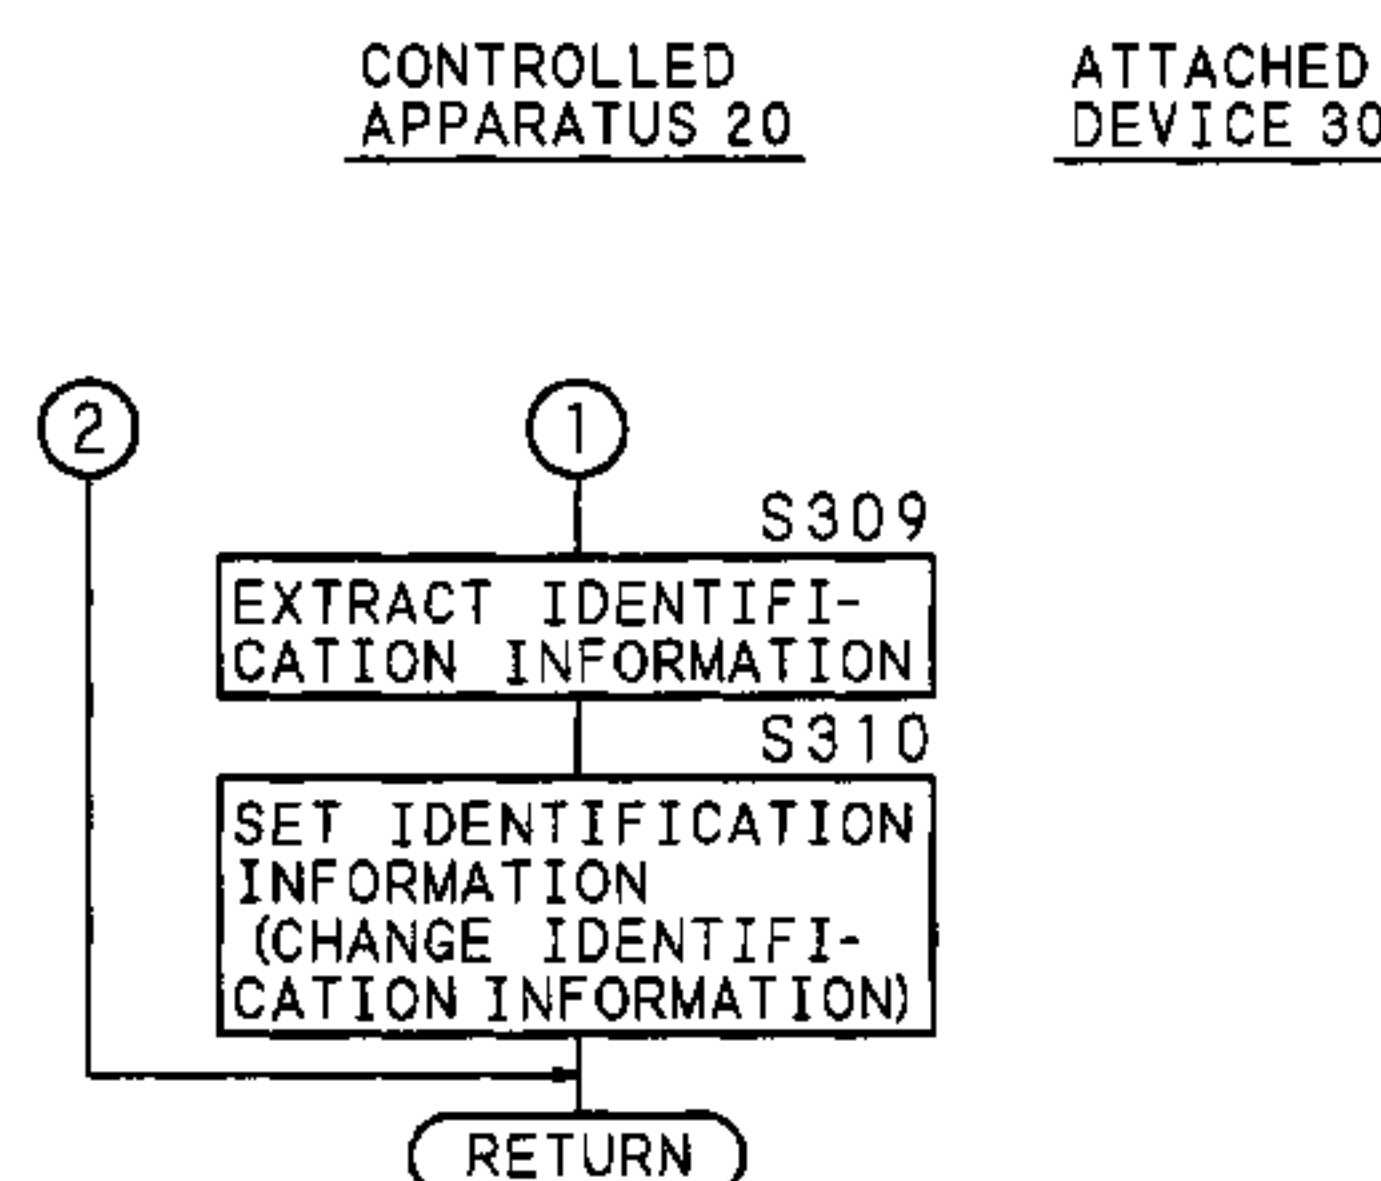 CONTROLLED
APPARATUS 20
ATTACHED
DEVICE 30
2
1
S309
EXTRACT IDENTIFI-
CATION INFORMATION
S310
SET IDENTIFICATION
INFORMATION
(CHANGE IDENTIFI-
CATION INFORMATION)
RETURN